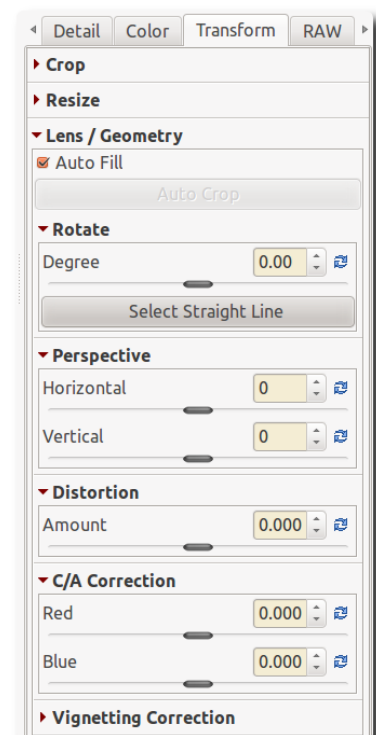 Detail Color Transform RAW
Crop
Resize
Lens / Geometry
Auto Fill
Auto Crop
Rotate
Degree 0.00
Select Straight Line
Perspective
Horizontal 0
Vertical 0
Distortion
Amount 0.000
C/A Correction
Red 0.000
Blue 0.000
Vignetting Correction